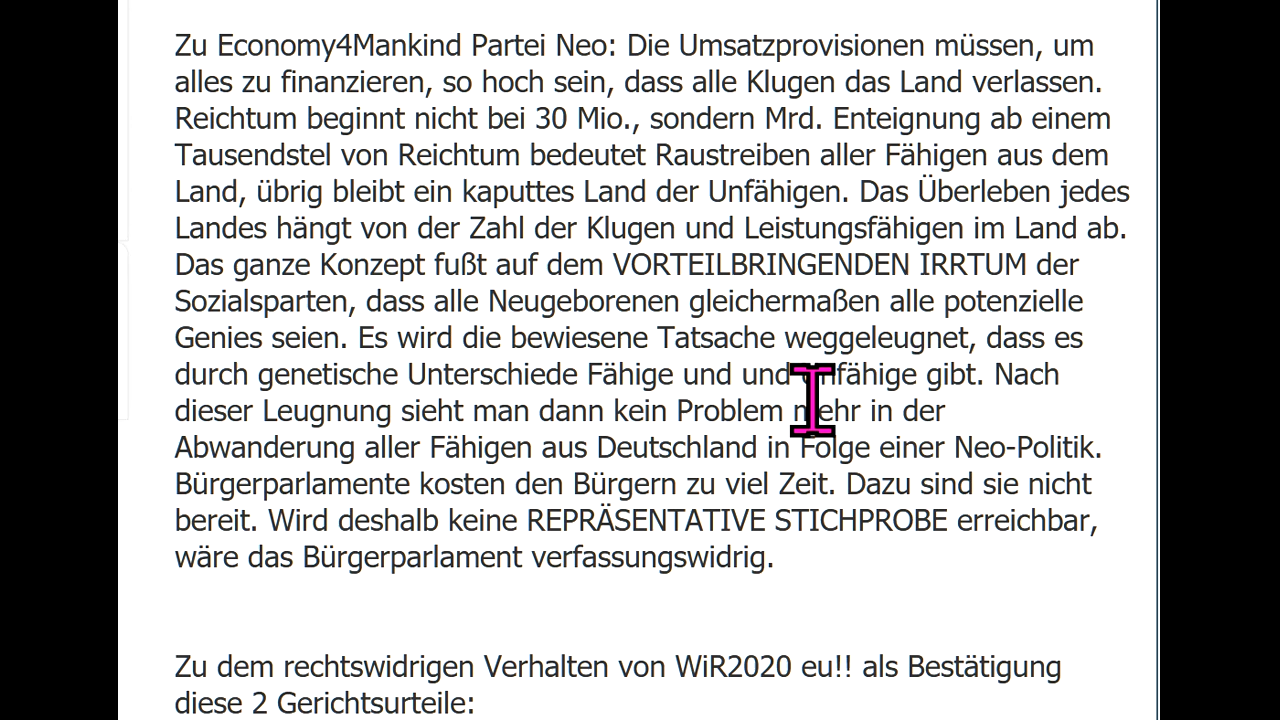 Zu Economy4Mankind Partei Neo: Die Umsatzprovisionen müssen, um
alles zu finanzieren, so hoch sein, dass alle Klugen das Land verlassen.
Reichtum beginnt nicht bei 30 Mio., sondern Mrd. Enteignung ab einem
Tausendstel von Reichtum bedeutet Raustreiben aller Fähigen aus dem
Land, übrig bleibt ein kaputtes Land der Unfähigen. Das Überleben jedes
Landes hängt von der Zahl der Klugen und Leistungsfähigen im Land ab.
Das ganze Konzept fußt auf dem VORTEILBRINGENDEN IRRTUM der
Sozialsparten, dass alle Neugeborenen gleichermaßen alle potenzielle
Genies seien. Es wird die bewiesene Tatsache weggeleugnet, dass es
durch genetische Unterschiede Fähige und und unfähige gibt. Nach
dieser Leugnung sieht man dann kein Problem mehr in der
Abwanderung aller Fähigen aus Deutschland in Folge einer Neo-Politik.
Bürgerparlamente kosten den Bürgern zu viel Zeit. Dazu sind sie nicht
bereit. Wird deshalb keine REPRÄSENTATIVE STICHPROBE erreichbar,
wäre das Bürgerparlament verfassungswidrig.
Zu dem rechtswidrigen Verhalten von WiR2020 eu!! als Bestätigung
diese 2 Gerichtsurteile: